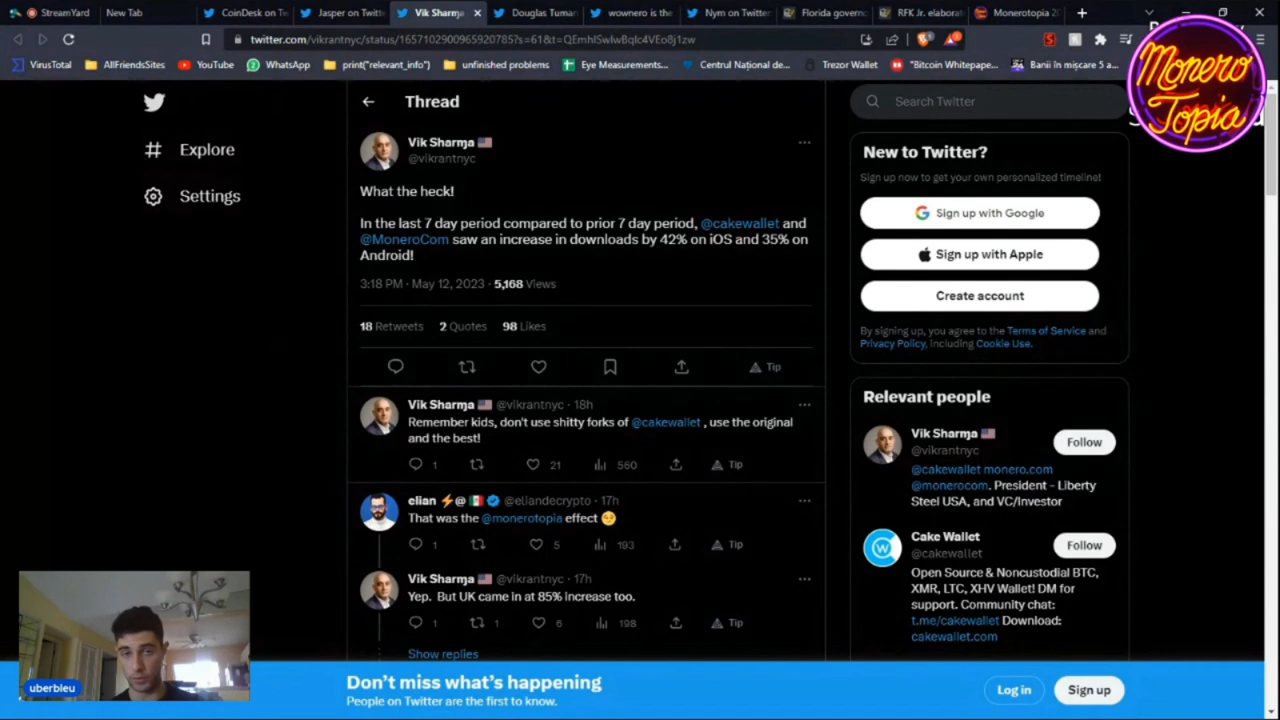 StreamYard
New Tab
CoinDesk on Tw
Jasper on Twitt
Vik Sharma
Douglas Tuman
wownero is the
Nym on Twitter
Florida govern
RFK Jr. elaborat
Monerotopia 20
twitter.com/vikrantnyc/status/1657102900965920785?s=61&t=QEmhISwlwBqlc4VEo8j1zw
VirusTotal
AllFriendsSites
YouTube
WhatsApp
print("relevant_info")
unfinished problems
Eye Measurements...
Centrul Național de...
Trezor Wallet
"Bitcoin Whitepape...
Banii în mișcare 5 a...
Monero
Topia
Explore
Settings
Thread
Vik Sharma
@vikrantnyc
What the heck!
In the last 7 day period compared to prior 7 day period, @cakewallet and
@MoneroCom saw an increase in downloads by 42% on iOS and 35% on
Android!
3:18 PM · May 12, 2023 · 5,168 Views
18 Retweets 2 Quotes 98 Likes
Tip
Vik Sharma @vikrantnyc · 18h
Remember kids, don't use shitty forks of @cakewallet , use the original
and the best!
1 21 560 Tip
elian @eliandecrypto · 17h
That was the @monerotopia effect
1 5 193 Tip
Vik Sharma @vikrantnyc · 17h
Yep. But UK came in at 85% increase too.
1 1 6 198 Tip
Show replies
Search Twitter
New to Twitter?
Sign up now to get your own personalized timeline!
Sign up with Google
Sign up with Apple
Create account
By signing up, you agree to the Terms of Service and
Privacy Policy, including Cookie Use.
Relevant people
Vik Sharma
@vikrantnyc
Follow
@cakewallet monero.com
@monerocom. President - Liberty
Steel USA, and VC/Investor
Cake Wallet
@cakewallet
Follow
Open Source & Noncustodial BTC,
XMR, LTC, XHV Wallet! DM for
support. Community chat:
t.me/cakewallet Download:
cakewallet.com
uberbleu
Don't miss what's happening
People on Twitter are the first to know.
Log in
Sign up